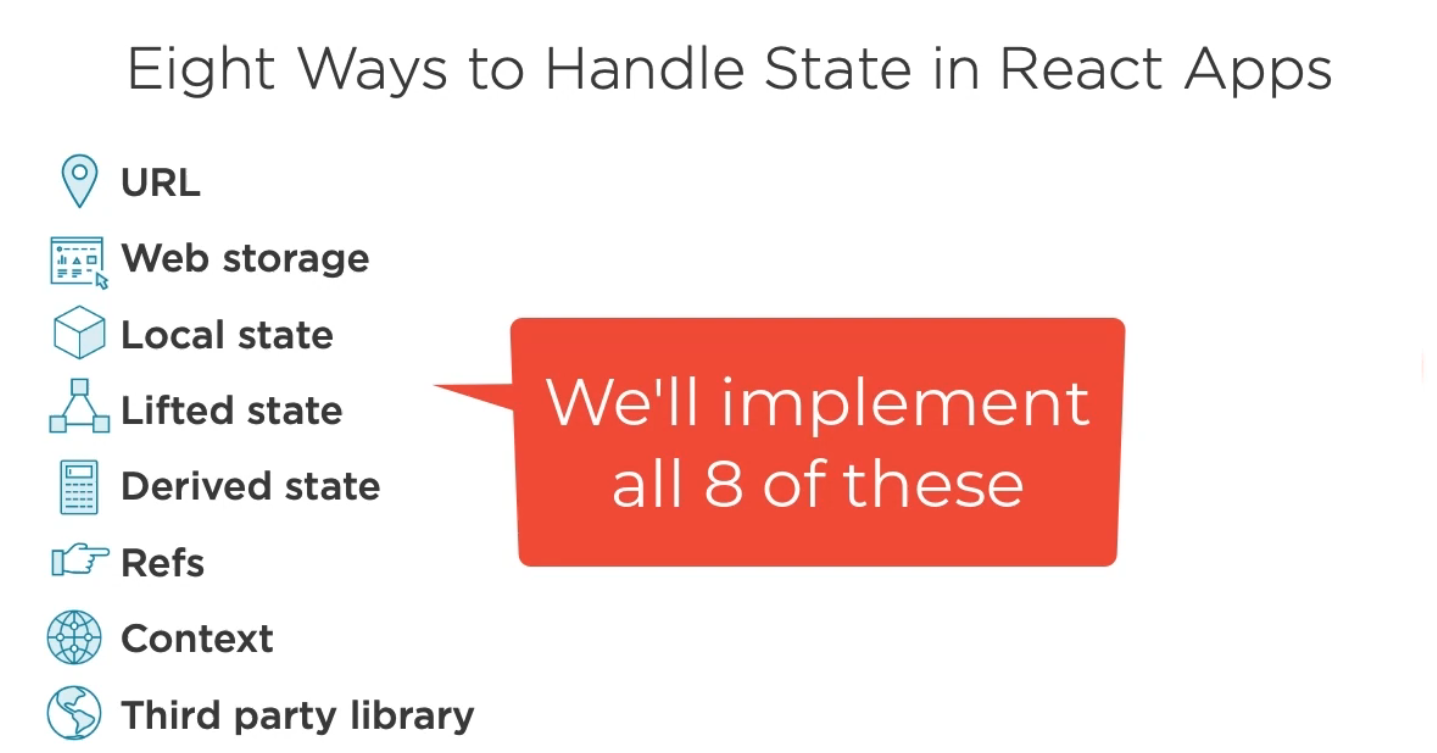 Eight Ways to Handle State in React Apps
URL
Web storage
Local state
Lifted state
Derived state
Refs
Context
Third party library
We'll implement
all 8 of these